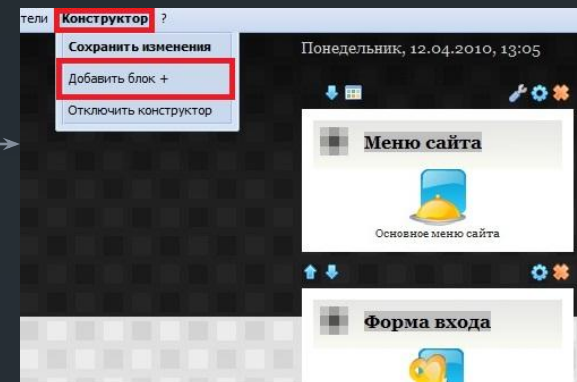 тели Конструктор ?
Сохранить изменения
Добавить блок +
Отключить конструктор
Понедельник, 12.04.2010, 13:05
Меню сайта
Основное меню сайта
Форма входа